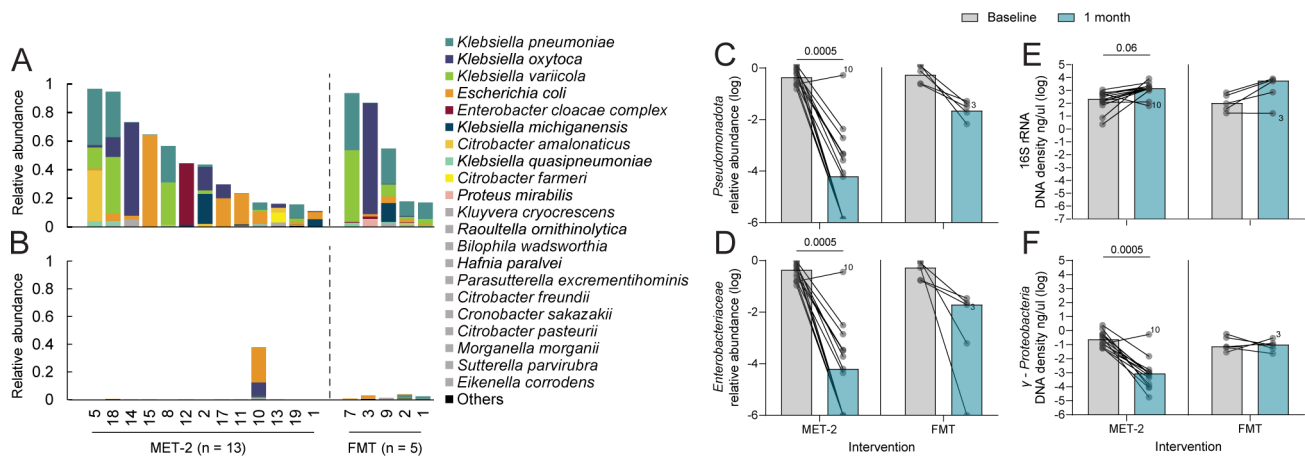 A
Relative abundance
1
0.8
0.6
0.4
0.2
0
B
Relative abundance
1
0.8
0.6
0.4
0.2
0
5 18 14 15 8 12 2 17 11 10 13 19 1
7 3 9 2 1
MET-2 (n = 13)
FMT (n = 5)
Klebsiella pneumoniae
Klebsiella oxytoca
Klebsiella variicola
Escherichia coli
Enterobacter cloacae complex
Klebsiella michiganensis
Citrobacter amalonaticus
Klebsiella quasipneumoniae
Citrobacter farmeri
Proteus mirabilis
Kluyvera cryocrescens
Raoultella ornithinolytica
Bilophila wadsworthia
Hafnia paralvei
Parasutterella excrementihominis
Citrobacter freundii
Cronobacter sakazakii
Citrobacter pasteurii
Morganella morganii
Sutterella parvirubra
Eikenella corrodens
Others
Baseline
1 month
C
Pseudomonadota
relative abundance (log)
0
-2
-4
-6
0.0005
10
3
D
Enterobacteriaceae
relative abundance (log)
0
-2
-4
-6
0.0005
10
3
MET-2
FMT
Intervention
E
16S rRNA
DNA density ng/ul (log)
7
6
5
4
3
2
1
0
-1
-2
-3
-4
-5
-6
-7
0.06
10
3
F
γ - Proteobacteria
DNA density ng/ul (log)
7
6
5
4
3
2
1
0
-1
-2
-3
-4
-5
-6
0.0005
10
3
MET-2
FMT
Intervention